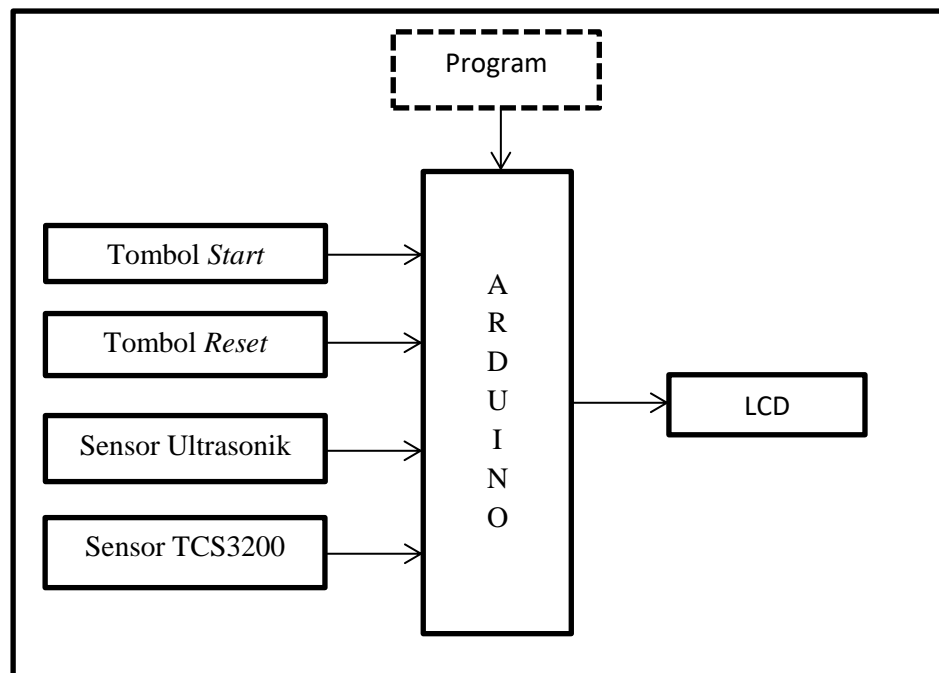 Program
Tombol Start
Tombol Reset
Sensor Ultrasonik
Sensor TCS3200
A
R
D
U
I
N
O
LCD